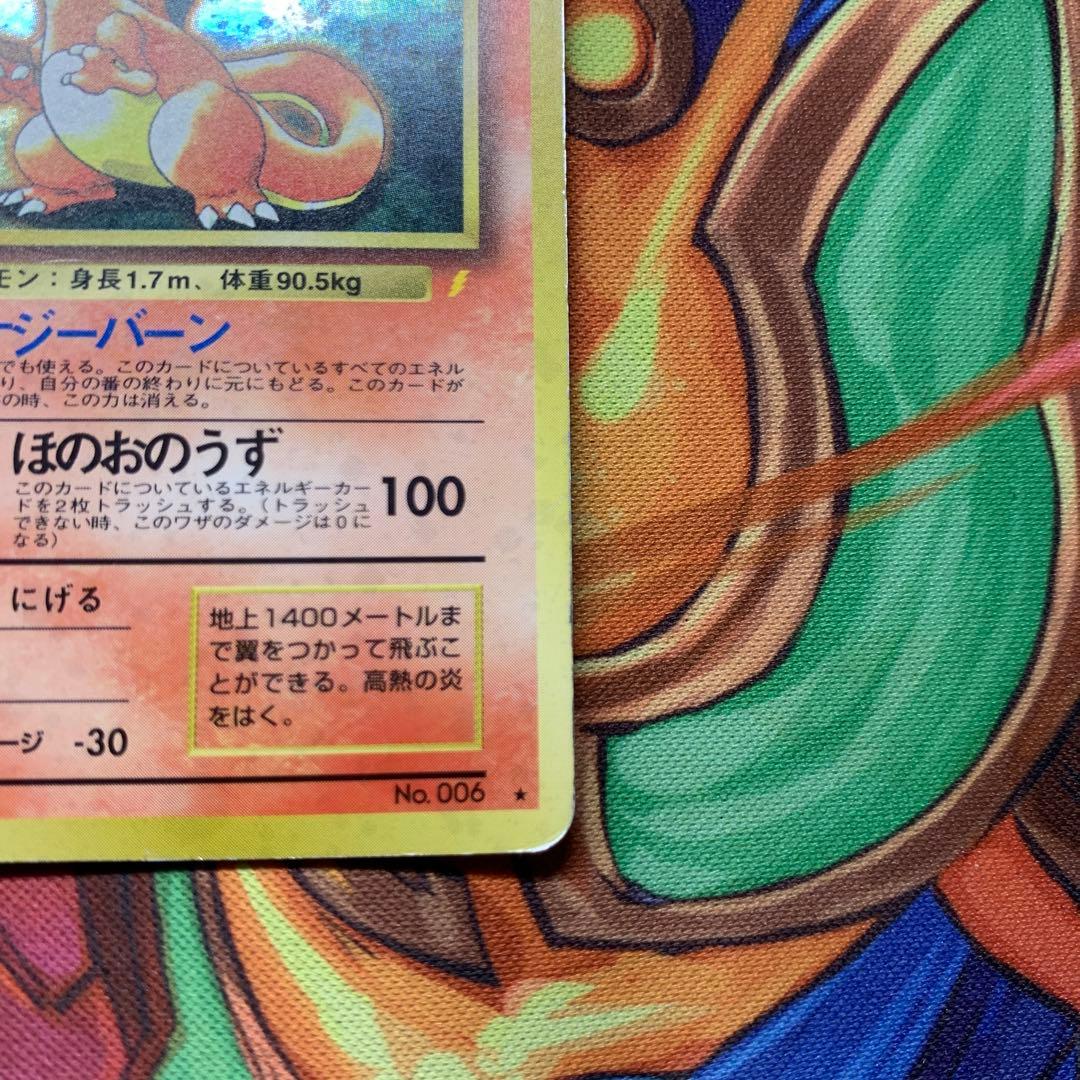 モン：身長1.7m、体重90.5kg
ージーバーン
でも使える。このカードについているすべてのエネル
り、自分の番の終わりに元にもどる。このカードが
の時、この力は消える。
ほのおのうず
100
このカードについているエネルギーカー
ドを2枚トラッシュする。（トラッシュ
できない時、このワザのダメージは0に
なる）
にげる
地上1400メートルま
で翼をつかって飛ぶこ
とができる。高熱の炎
をはく。
ージ -30
No. 006 ★